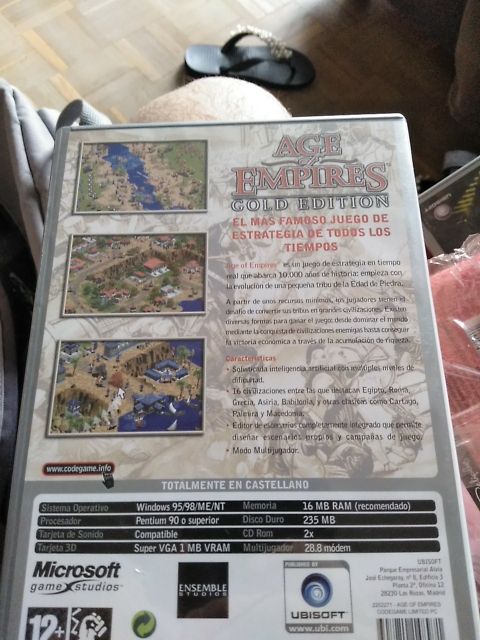 AGE
of
EMPIRES
GOLD EDITION
EL MÁS FAMOSO JUEGO DE
ESTRATEGIA DE TODOS LOS
TIEMPOS
Age of Empires® es un juego de estrategia en tiempo
real que abarca 10.000 años de historia: empieza con
la evolución de una pequeña tribu de la Edad de Piedra.
A partir de unos recursos mínimos, los jugadores tienen el
desafío de convertir sus tribus en grandes civilizaciones. Existen
diversas formas para ganar el juego: desde dominar el mundo
mediante la conquista de civilizaciones enemigas hasta conseguir
la victoria económica a través de la acumulación de riqueza.
Características
• Sofisticada inteligencia artificial con múltiples niveles de
dificultad.
• 16 civilizaciones entre las que destacan Egipto, Roma,
Grecia, Asiria, Babilonia, y otras clásicas como Cartago,
Palmira y Macedonia.
• Editor de escenarios completamente integrado que permite
diseñar escenarios propios y campañas de juego.
• Modo Multijugador.
www.codegame.info
TOTALMENTE EN CASTELLANO
Sistema Operativo Windows 95/98/ME/NT Memoria 16 MB RAM (recomendado)
Procesador Pentium 90 o superior Disco Duro 235 MB
Tarjeta de Sonido Compatible CD Rom 2x
Tarjeta 3D Super VGA 1 MB VRAM Multijugador 28.8 módem
Microsoft
game studios™
ENSEMBLE
STUDIOS
PUBLISHED BY
UBISOFT
www.ubi.com
UBISOFT
Parque Empresarial Alvia
José Echegaray, nº 8, Edificio 3
Planta 2ª, Oficina 12
28230 Las Rozas, Madrid
2202271 - AGE OF EMPIRES
CODEGAME LIMITED PC
12+